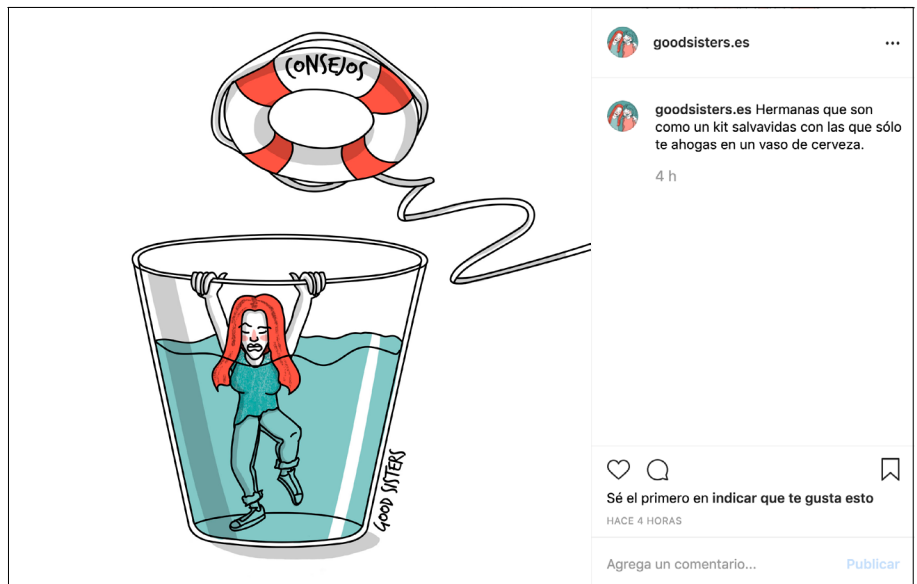 CONSEJOS
GOOD SISTERS
goodsisters.es
...
goodsisters.es Hermanas que son
como un kit salvavidas con las que sólo
te ahogas en un vaso de cerveza.
4 h
Sé el primero en indicar que te gusta esto
HACE 4 HORAS
Agrega un comentario... Publicar